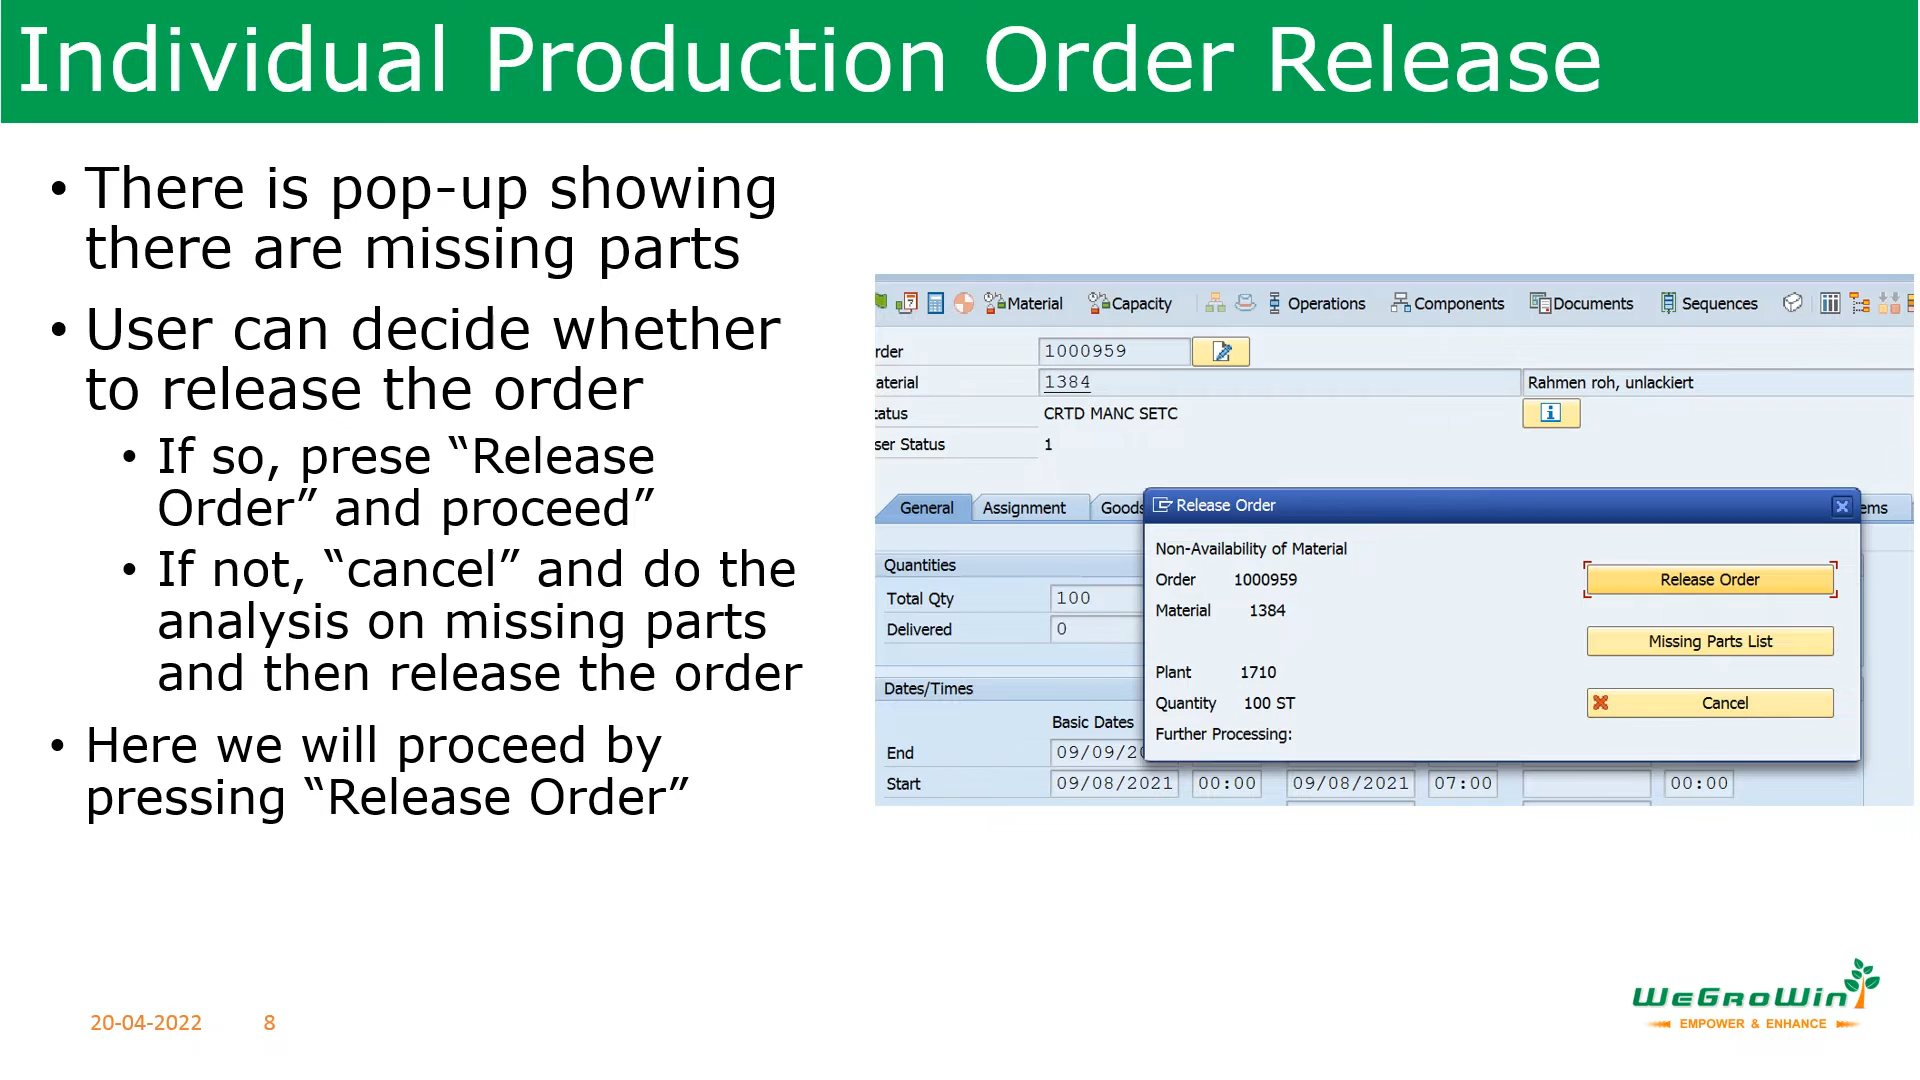 Individual Production Order Release
• There is pop-up showing
there are missing parts
• User can decide whether
to release the order
• If so, prese “Release
Order” and proceed”
• If not, “cancel” and do the
analysis on missing parts
and then release the order
• Here we will proceed by
pressing “Release Order”
Material Capacity Operations Components Documents Sequences
rder 1000959
aterial 1384 Rahmen roh, unlackiert
tatus CRTD MANC SETC
ser Status 1
General Assignment Goods ems
Release Order
Non-Availability of Material
Order 1000959 Release Order
Material 1384
Missing Parts List
Plant 1710
Quantity 100 ST Cancel
Further Processing:
Quantities
Total Qty 100
Delivered 0
Dates/Times
Basic Dates
End 09/09/20
Start 09/08/2021 00:00 09/08/2021 07:00 00:00
20-04-2022 8
WeGroWin
EMPOWER & ENHANCE